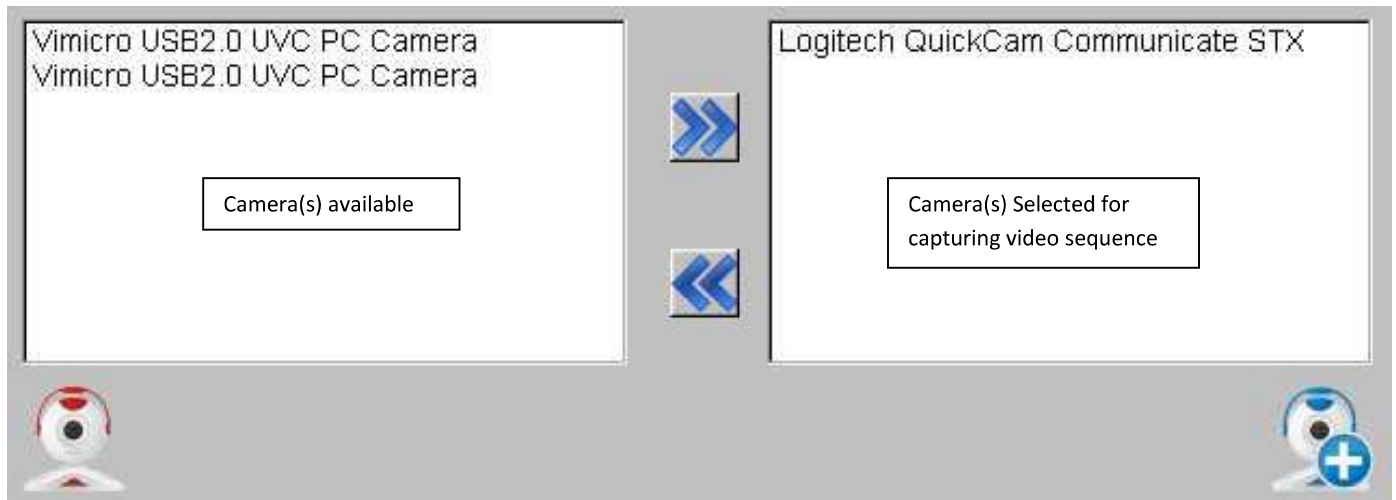 Vimicro USB2.0 UVC PC Camera
Vimicro USB2.0 UVC PC Camera
Camera(s) available
Logitech QuickCam Communicate STX
Camera(s) Selected for
capturing video sequence